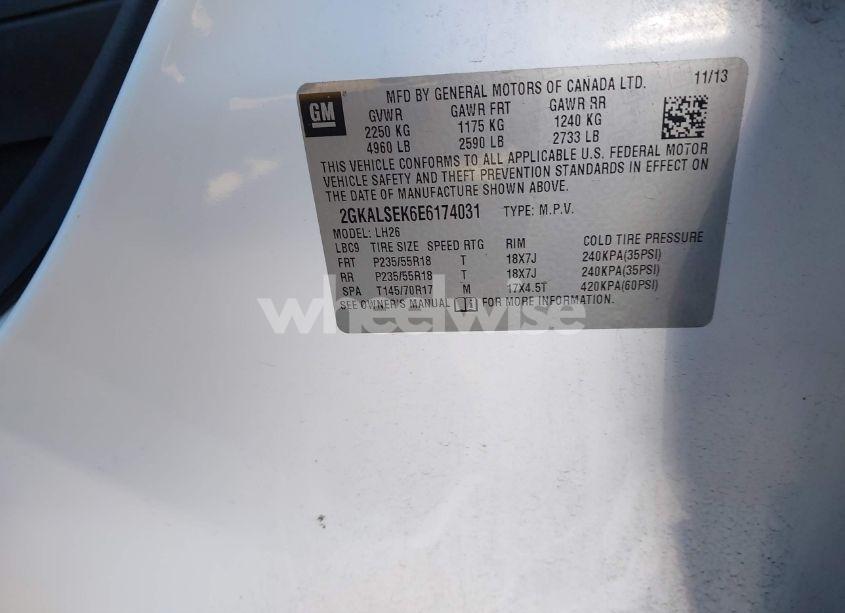 GM
MFD BY GENERAL MOTORS OF CANADA LTD. 11/13
GVWR GAWR FRT GAWR RR
2250 KG 1175 KG 1240 KG
4960 LB 2590 LB 2733 LB
THIS VEHICLE CONFORMS TO ALL APPLICABLE U.S. FEDERAL MOTOR
VEHICLE SAFETY AND THEFT PREVENTION STANDARDS IN EFFECT ON
THE DATE OF MANUFACTURE SHOWN ABOVE.
2GKALSEK6E6174031 TYPE: M.P.V.
MODEL: LH26
LBC9 TIRE SIZE SPEED RTG RIM COLD TIRE PRESSURE
FRT P235/55R18 T 18X7J 240KPA(35PSI)
RR P235/55R18 T 18X7J 240KPA(35PSI)
SPA T145/70R17 M 17X4.5T 420KPA(60PSI)
SEE OWNER'S MANUAL FOR MORE INFORMATION.
wheelwise